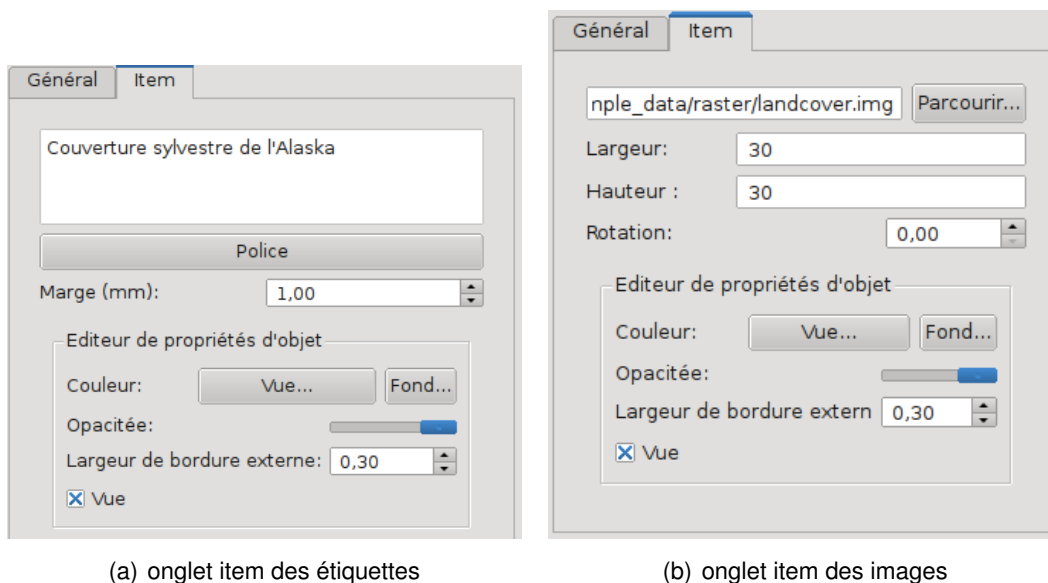 Général Item
Couverture sylvestre de l'Alaska
Police
Marge (mm): 1,00
Editeur de propriétés d'objet
Couleur: Vue... Fond...
Opacitée:
Largeur de bordure externe: 0,30
Vue
(a) onglet item des étiquettes
Général Item
nple_data/raster/landcover.img Parcourir...
Largeur: 30
Hauteur : 30
Rotation: 0,00
Editeur de propriétés d'objet
Couleur: Vue... Fond...
Opacitée:
Largeur de bordure extern 0,30
Vue
(b) onglet item des images